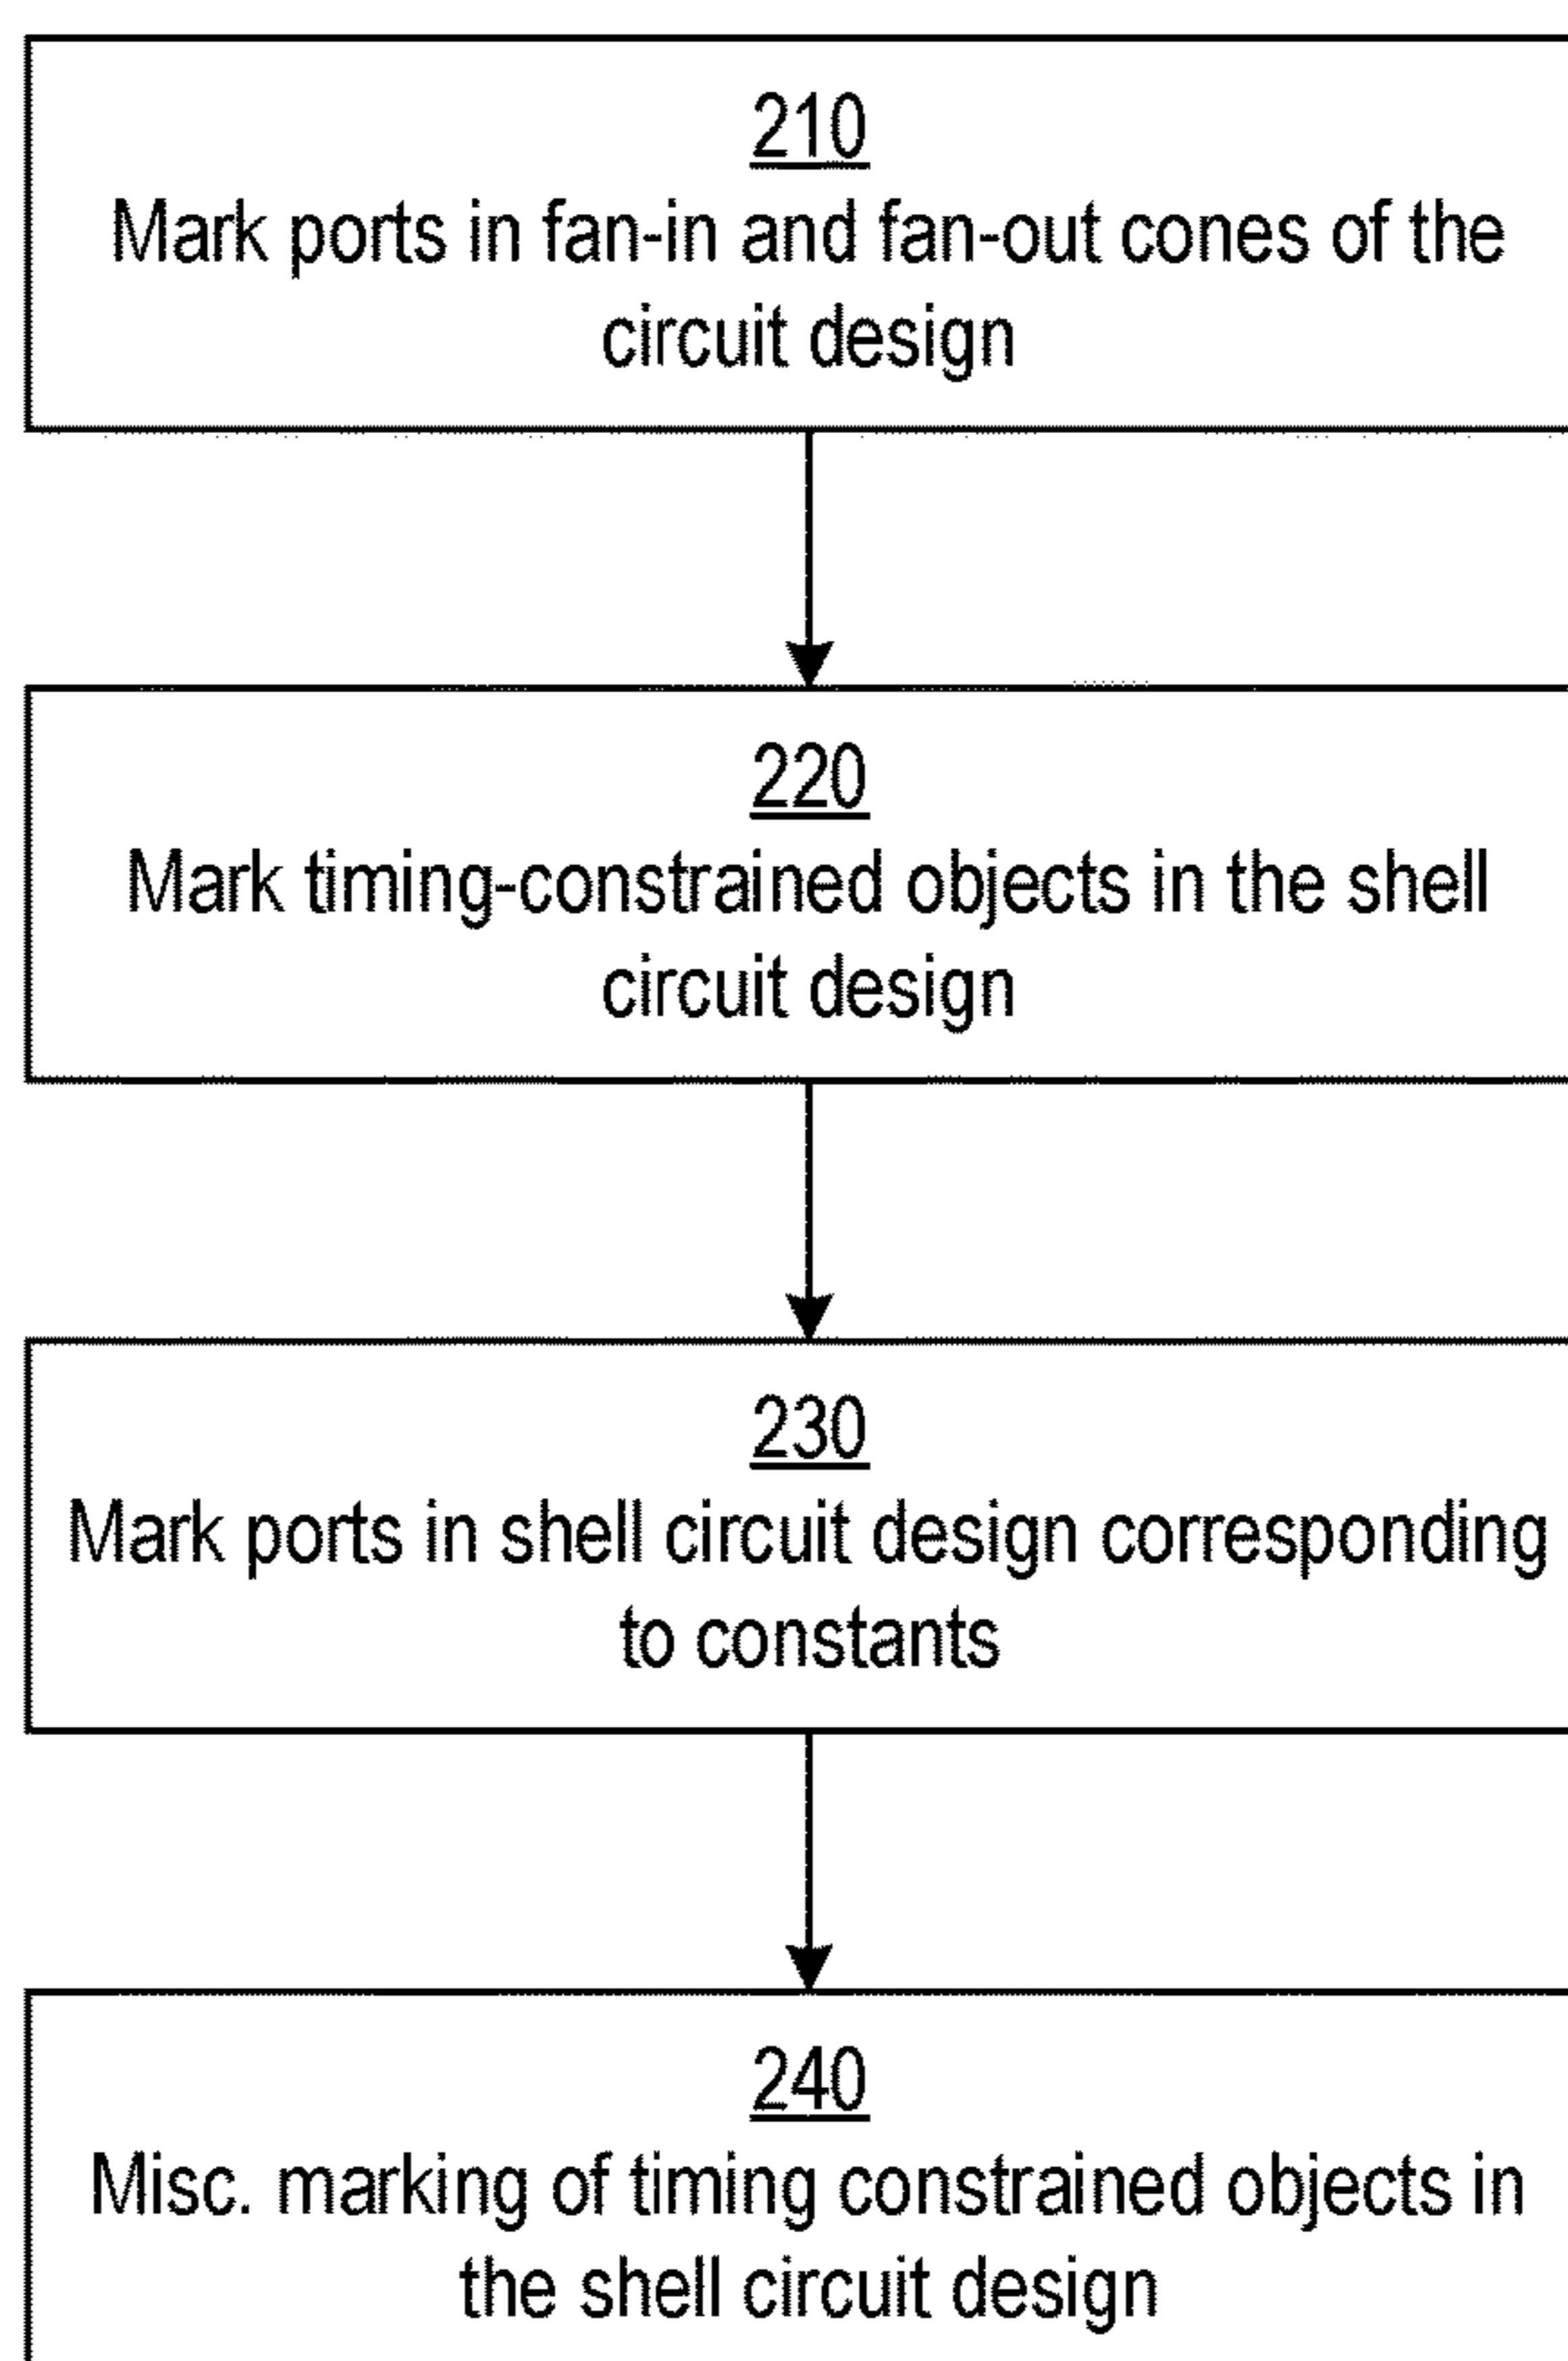 210
Mark ports in fan-in and fan-out cones of the
circuit design
220
Mark timing-constrained objects in the shell
circuit design
230
Mark ports in shell circuit design corresponding
to constants
240
Misc. marking of timing constrained objects in
the shell circuit design